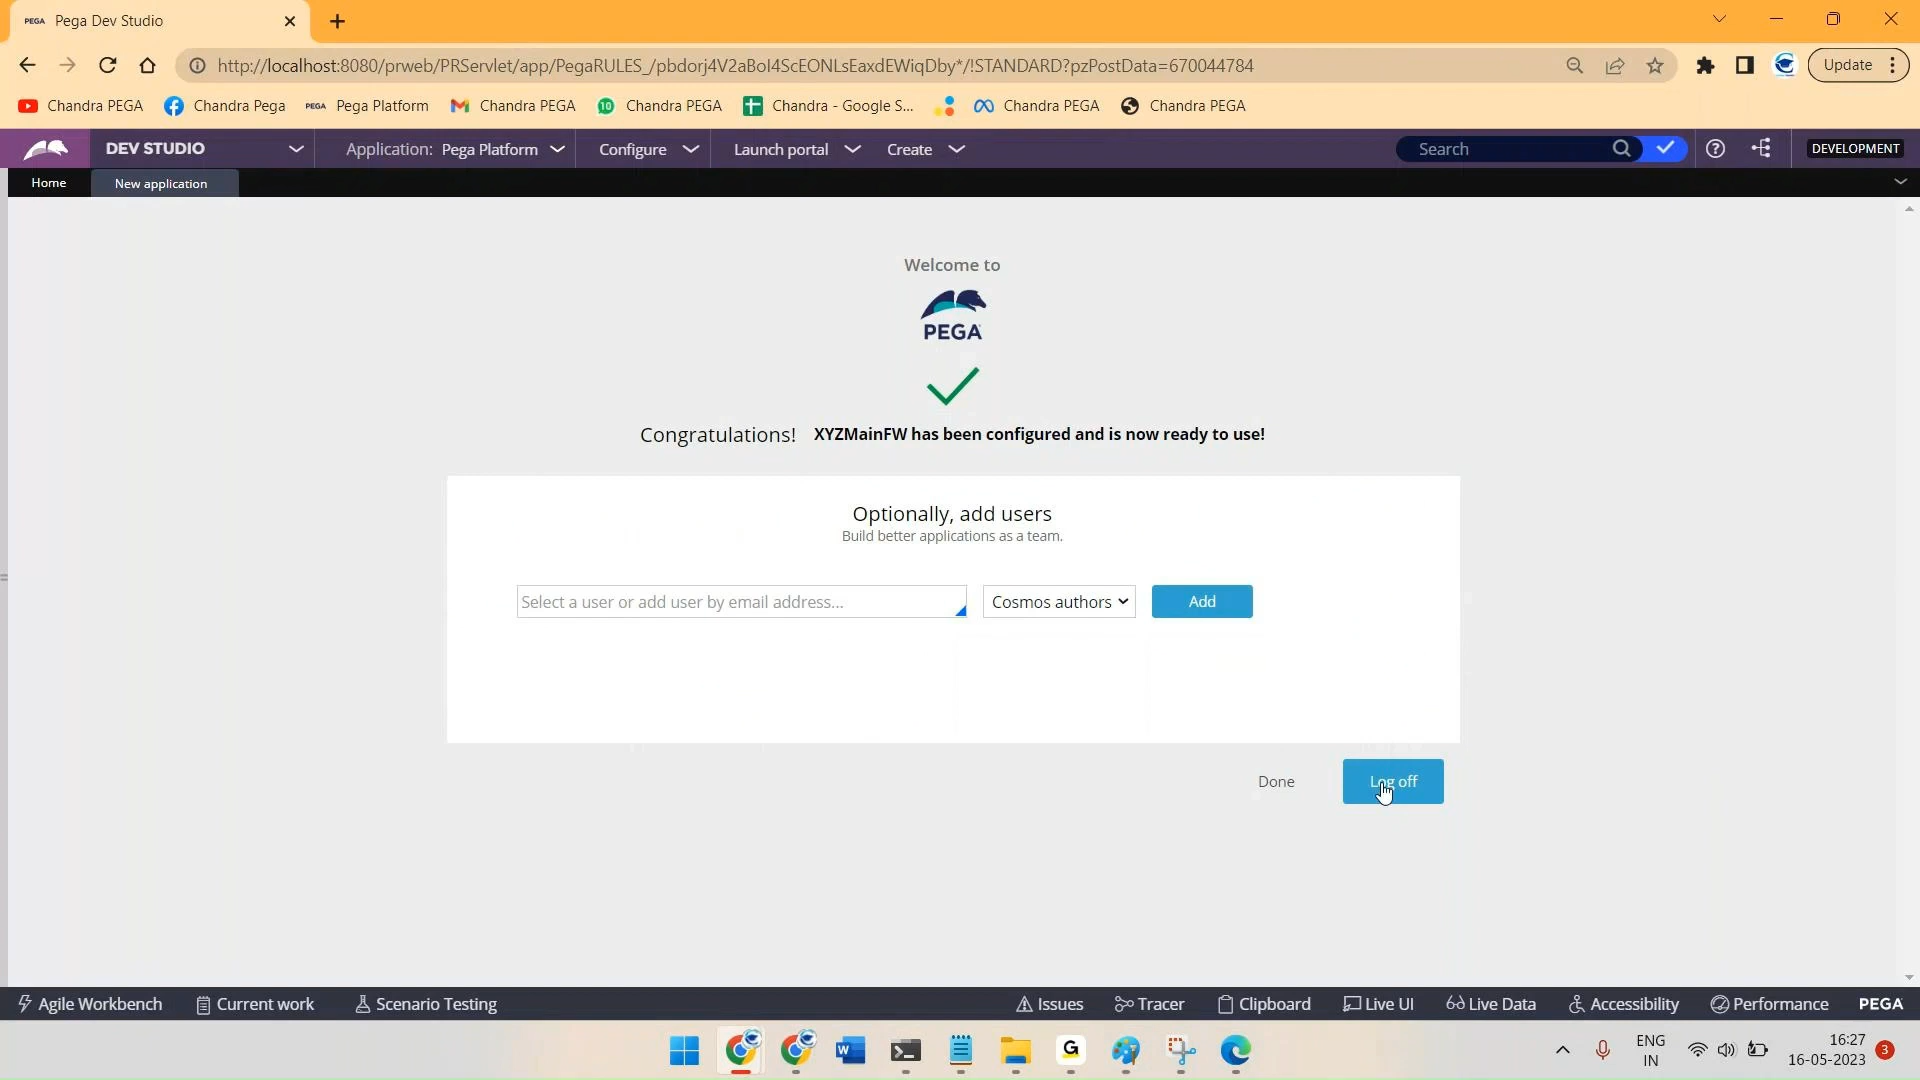 PEGA Pega Dev Studio
http://localhost:8080/prweb/PRServlet/app/PegaRULES_/pbdorj4V2aBoI4ScEONLsEaxdEWiqDby*/!STANDARD?pzPostData=670044784
Update
Chandra PEGA Chandra Pega PEGA Pega Platform Chandra PEGA 10 Chandra PEGA Chandra - Google S... Chandra PEGA Chandra PEGA
DEV STUDIO Application: Pega Platform Configure Launch portal Create Search DEVELOPMENT
Home New application
Welcome to
PEGA
Congratulations! XYZMainFW has been configured and is now ready to use!
Optionally, add users
Build better applications as a team.
Select a user or add user by email address... Cosmos authors Add
Done Log off
Agile Workbench Current work Scenario Testing Issues Tracer Clipboard Live UI Live Data Accessibility Performance PEGA
W G ENG 16:27 3
IN 16-05-2023